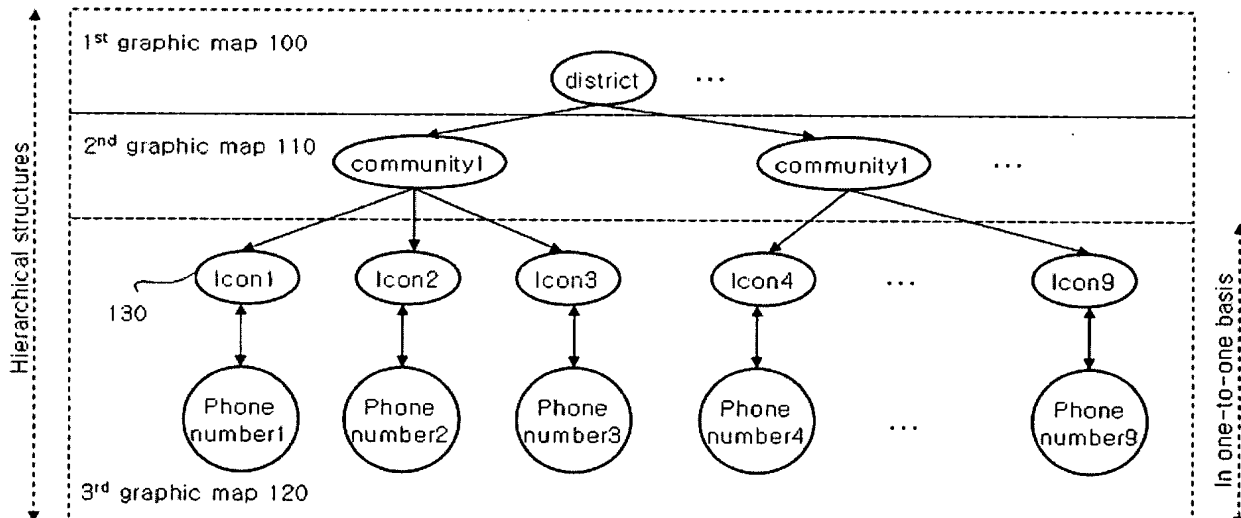 1st graphic map 100
district ...
2nd graphic map 110
community1
community1 ...
Hierarchical structures
Icon1
Icon2
Icon3
Icon4
...
Icon9
130
Phone
number1
Phone
number2
Phone
number3
Phone
number4
...
Phone
number9
In one-to-one basis
3rd graphic map 120